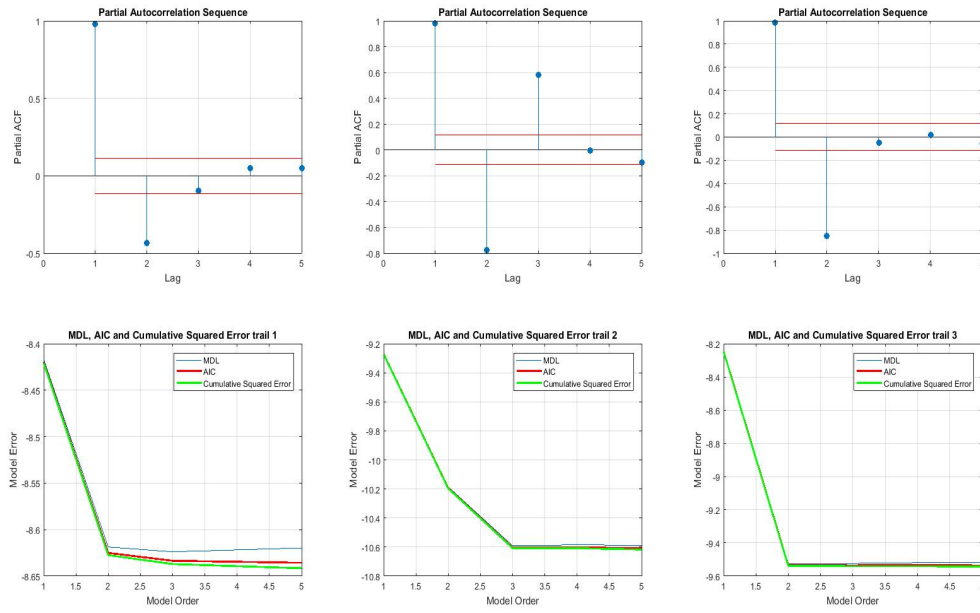 Partial Autocorrelation Sequence
1
0.5
0
-0.5
Partial ACF
0 1 2 3 4 5
Lag
Partial Autocorrelation Sequence
1
0.8
0.6
0.4
0.2
0
-0.2
-0.4
-0.6
-0.8
Partial ACF
0 1 2 3 4 5
Lag
Partial Autocorrelation Sequence
1
0.8
0.6
0.4
0.2
0
-0.2
-0.4
-0.6
-0.8
-1
Partial ACF
0 1 2 3 4 5
Lag
MDL, AIC and Cumulative Squared Error trail 1
-8.4
-8.45
-8.5
-8.55
-8.6
-8.65
Model Error
MDL
AIC
Cumulative Squared Error
1 1.5 2 2.5 3 3.5 4 4.5 5
Model Order
MDL, AIC and Cumulative Squared Error trail 2
-9.2
-9.4
-9.6
-9.8
-10
-10.2
-10.4
-10.6
-10.8
Model Error
MDL
AIC
Cumulative Squared Error
1 1.5 2 2.5 3 3.5 4 4.5 5
Model Order
MDL, AIC and Cumulative Squared Error trail 3
-8.2
-8.4
-8.6
-8.8
-9
-9.2
-9.4
-9.6
Model Error
MDL
AIC
Cumulative Squared Error
1 1.5 2 2.5 3 3.5 4 4.5
Model Order